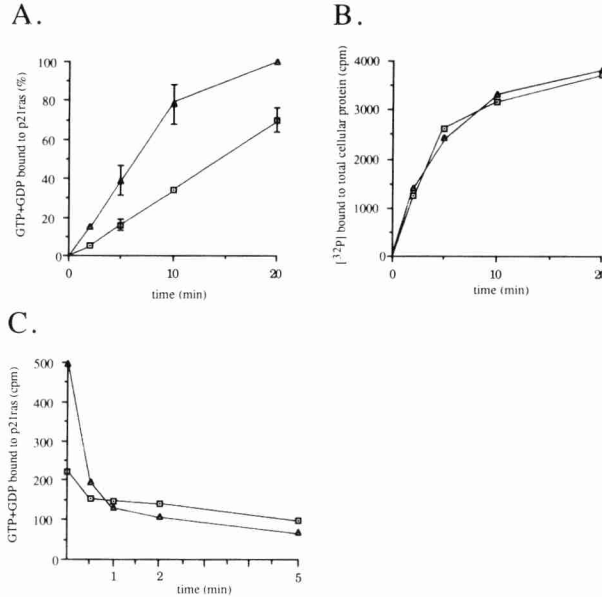 A.
GTP+GDP bound to p21ras (%)
100
80
60
40
20
0
0
10
20
time (min)
B.
[32P] bound to total cellular protein (cpm)
4000
3000
2000
1000
0
0
10
20
time (min)
C.
GTP+GDP bound to p21ras (cpm)
500
400
300
200
100
0
1
2
5
time (min)